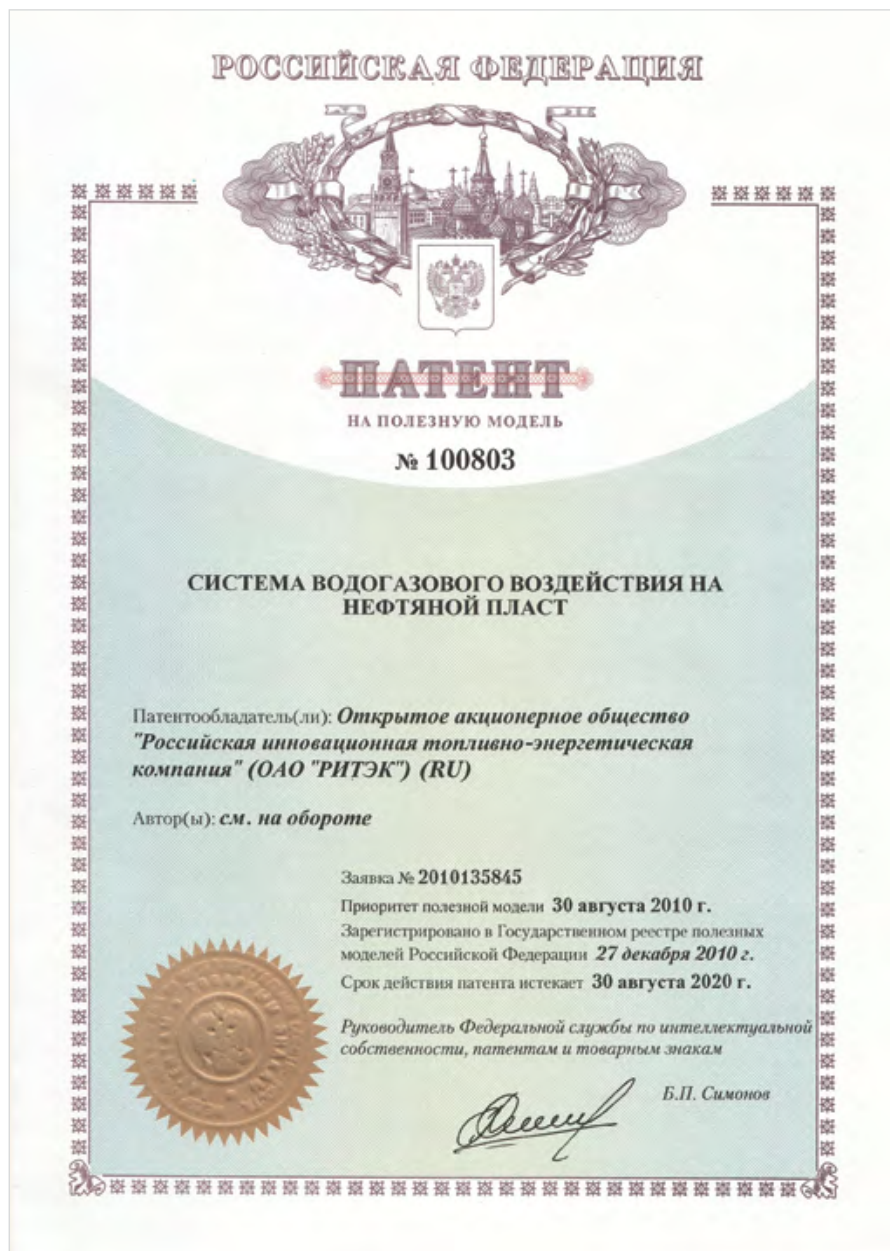 РОССИЙСКАЯ ФЕДЕРАЦИЯ
ПАТЕНТ
НА ПОЛЕЗНУЮ МОДЕЛЬ
№ 100803
СИСТЕМА ВОДОГАЗОВОГО ВОЗДЕЙСТВИЯ НА
НЕФТЯНОЙ ПЛАСТ
Патентообладатель(ли): Открытое акционерное общество
"Российская инновационная топливно-энергетическая
компания" (ОАО "РИТЭК") (RU)
Автор(ы): см. на обороте
Заявка № 2010135845
Приоритет полезной модели 30 августа 2010 г.
Зарегистрировано в Государственном реестре полезных
моделей Российской Федерации 27 декабря 2010 г.
Срок действия патента истекает 30 августа 2020 г.
Руководитель Федеральной службы по интеллектуальной
собственности, патентам и товарным знакам
Б.П. Симонов